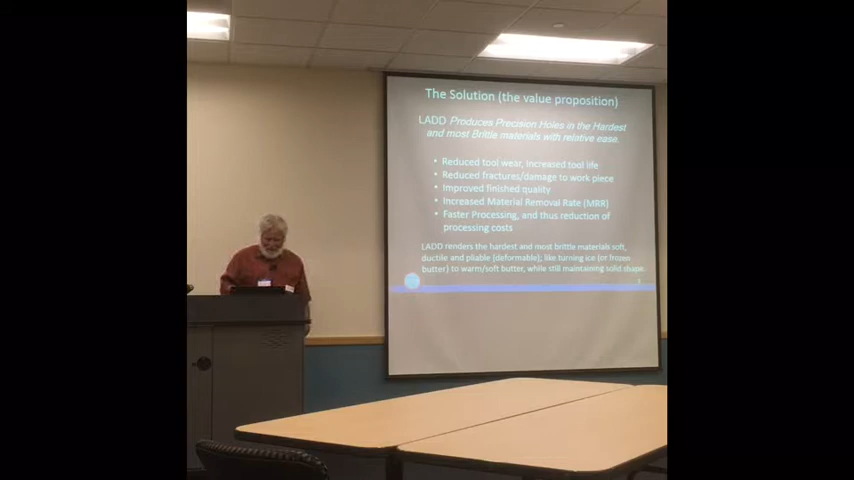 The Solution (the value proposition)
LADD Produces Precision Holes in the Hardest
and most Brittle materials with relative ease.
• Reduced tool wear, Increased tool life
• Reduced fractures/damage to work piece
• Improved finished quality
• Increased Material Removal Rate (MRR)
• Faster Processing, and thus reduction of
processing costs
LADD renders the hardest and most brittle materials soft,
ductile and pliable (deformable); like turning ice (or frozen
butter) to warm/soft butter, while still maintaining solid shape.